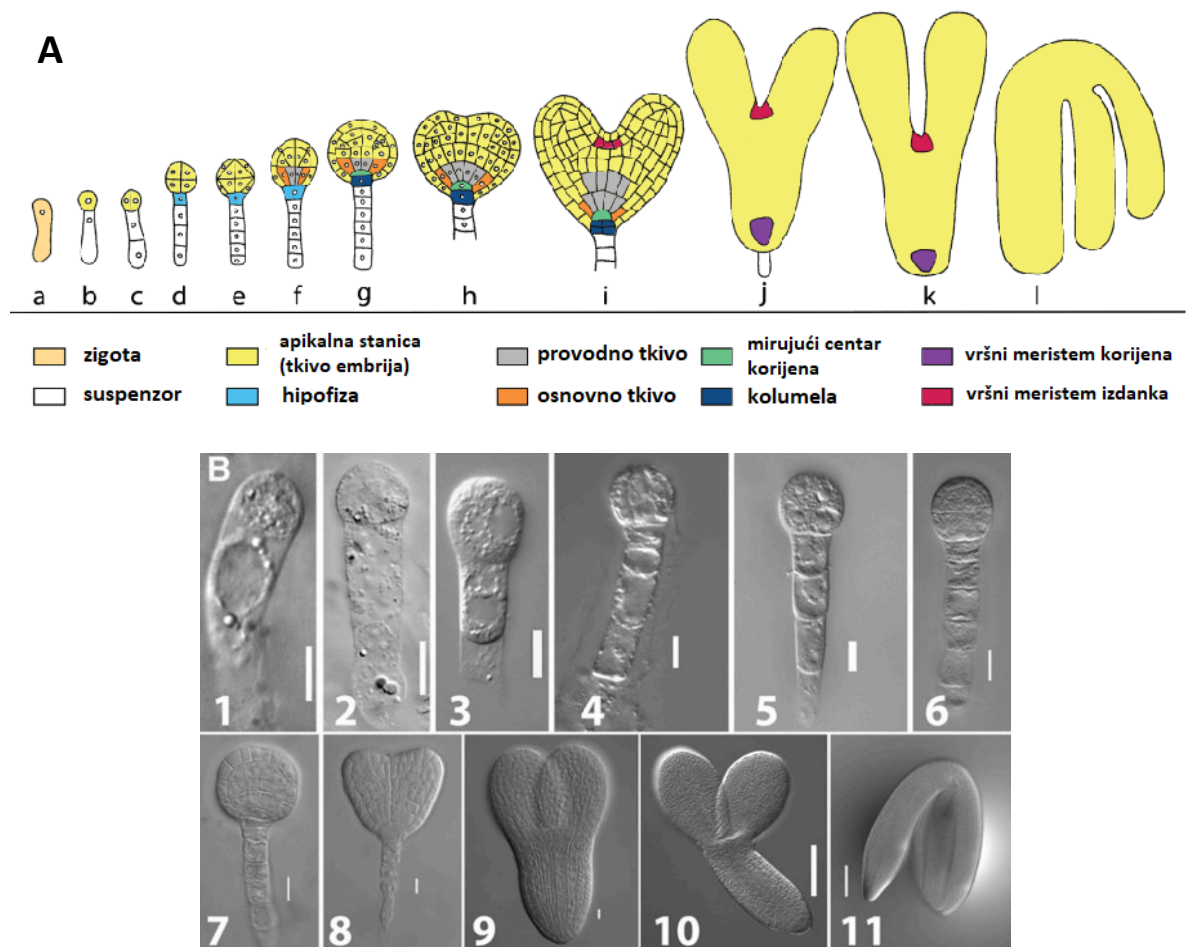 A
a b c d e f g h i j k l
zigota
apikalna stanica
(tkivo embrija)
provodno tkivo
mirujući centar
korijena
vršni meristem korijena
suspenzor
hipofiza
osnovno tkivo
kolumela
vršni meristem izdanka
B
1 2 3 4 5 6
7 8 9 10 11